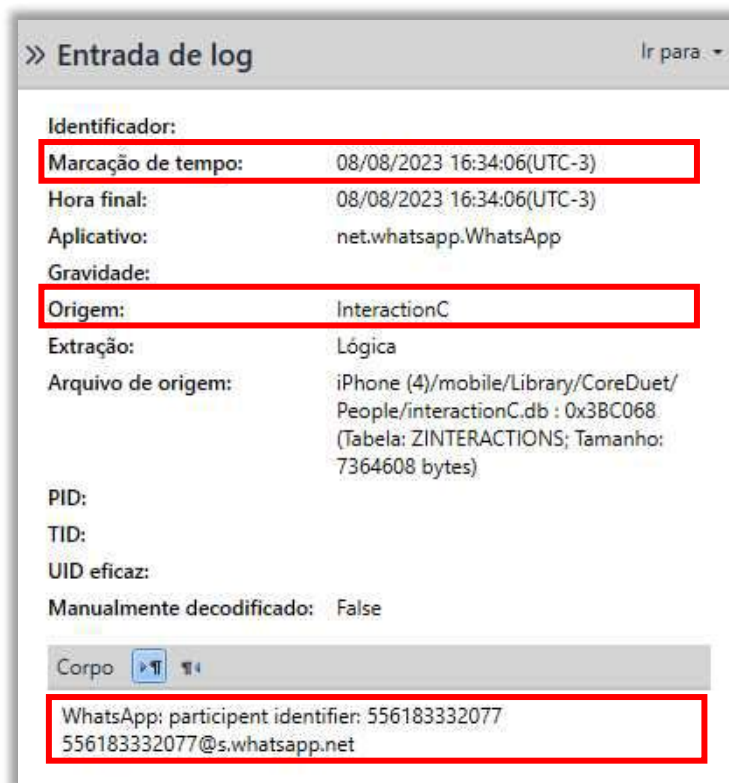 » Entrada de log Ir para
Identificador:
Marcação de tempo: 08/08/2023 16:34:06(UTC-3)
Hora final: 08/08/2023 16:34:06(UTC-3)
Aplicativo: net.whatsapp.WhatsApp
Gravidade:
Origem: InteractionC
Extração: Lógica
Arquivo de origem: iPhone (4)/mobile/Library/CoreDuet/
People/interactionC.db : 0x3BC068
(Tabela: ZINTERACTIONS; Tamanho:
7364608 bytes)
PID:
TID:
UID eficaz:
Manualmente decodificado: False
Corpo
WhatsApp: participent identifier: 556183332077
556183332077@s.whatsapp.net